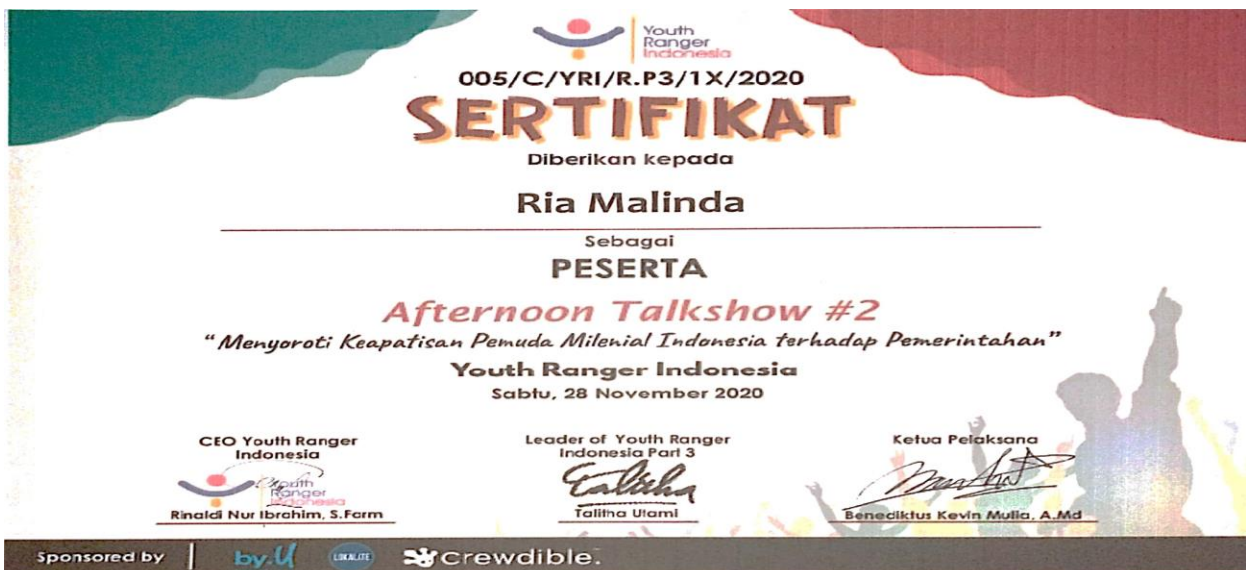 Youth
Ranger
Indonesia
005/C/YRI/R.P3/1X/2020
SERTIFIKAT
Diberikan kepada
Ria Malinda
Sebagai
PESERTA
Afternoon Talkshow #2
"Menyoroti Keapatisan Pemuda Milenial Indonesia terhadap Pemerintahan"
Youth Ranger Indonesia
Sabtu, 28 November 2020
CEO Youth Ranger
Indonesia
Youth
Ranger
Indonesia
Rinaldi Nur Ibrahim, S.Farm
Leader of Youth Ranger
Indonesia Part 3
Talitha
Talitha Utami
Ketua Pelaksana
Benediktus Kevin Mulia, A.Md
Sponsored by
by.U
LOKALATE
Crewdible.